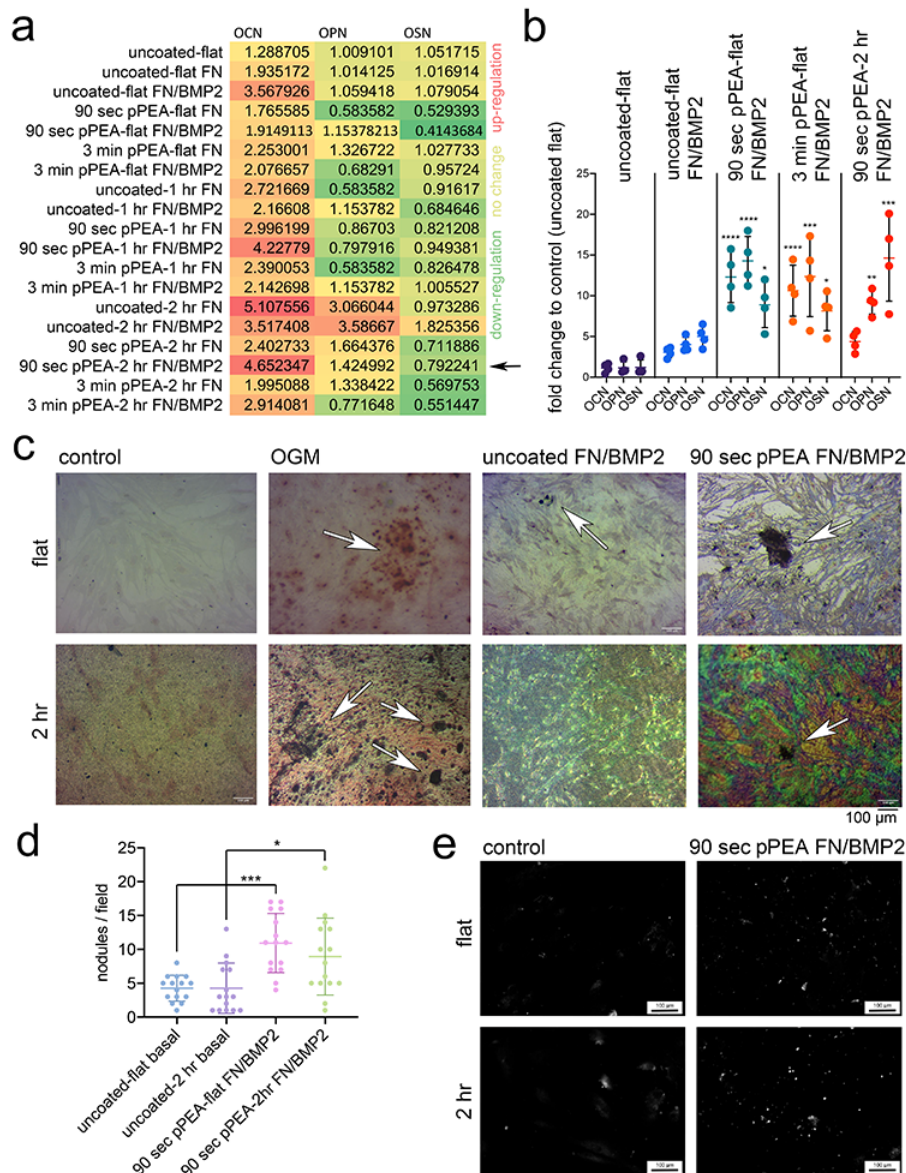 a
OCN OPN OSN
uncoated-flat 1.288705 1.009101 1.051715
uncoated-flat FN 1.935172 1.014125 1.016914
uncoated-flat FN/BMP2 3.567926 1.059418 1.079054
90 sec pPEA-flat FN 1.765585 0.583582 0.529393
90 sec pPEA-flat FN/BMP2 1.9149113 1.15378213 0.4143684
3 min pPEA-flat FN 2.253001 1.326722 1.027733
3 min pPEA-flat FN/BMP2 2.076657 0.68291 0.95724
uncoated-1 hr FN 2.721669 0.583582 0.91617
uncoated-1 hr FN/BMP2 2.16608 1.153782 0.684646
90 sec pPEA-1 hr FN 2.996199 0.86703 0.821208
90 sec pPEA-1 hr FN/BMP2 4.22779 0.797916 0.949381
3 min pPEA-1 hr FN 2.390053 0.583582 0.826478
3 min pPEA-1 hr FN/BMP2 2.142698 1.153782 1.005527
uncoated-2 hr FN 5.107556 3.066044 0.973286
uncoated-2 hr FN/BMP2 3.517408 3.58667 1.825356
90 sec pPEA-2 hr FN 2.402733 1.664376 0.711886
90 sec pPEA-2 hr FN/BMP2 4.652347 1.424992 0.792241
3 min pPEA-2 hr FN 1.995088 1.338422 0.569753
3 min pPEA-2 hr FN/BMP2 2.914081 0.771648 0.551447
up-regulation
no change
down-regulation
b
uncoated-flat
uncoated-flat
FN/BMP2
90 sec pPEA-flat
FN/BMP2
3 min pPEA-flat
FN/BMP2
90 sec pPEA-2 hr
FN/BMP2
fold change to control (uncoated flat)
25
20
15
10
5
0
**** **** *
**** *** *
** ***
OCN OPN OSN OCN OPN OSN OCN OPN OSN OCN OPN OSN OCN OPN OSN
c
control OGM uncoated FN/BMP2 90 sec pPEA FN/BMP2
flat
2 hr
100 µm
d
nodules / field
25
20
15
10
5
0
*
***
uncoated-flat basal
uncoated-2 hr basal
90 sec pPEA-flat FN/BMP2
90 sec pPEA-2hr FN/BMP2
e
control 90 sec pPEA FN/BMP2
flat
100 µm 100 µm
2 hr
100 µm 100 µm